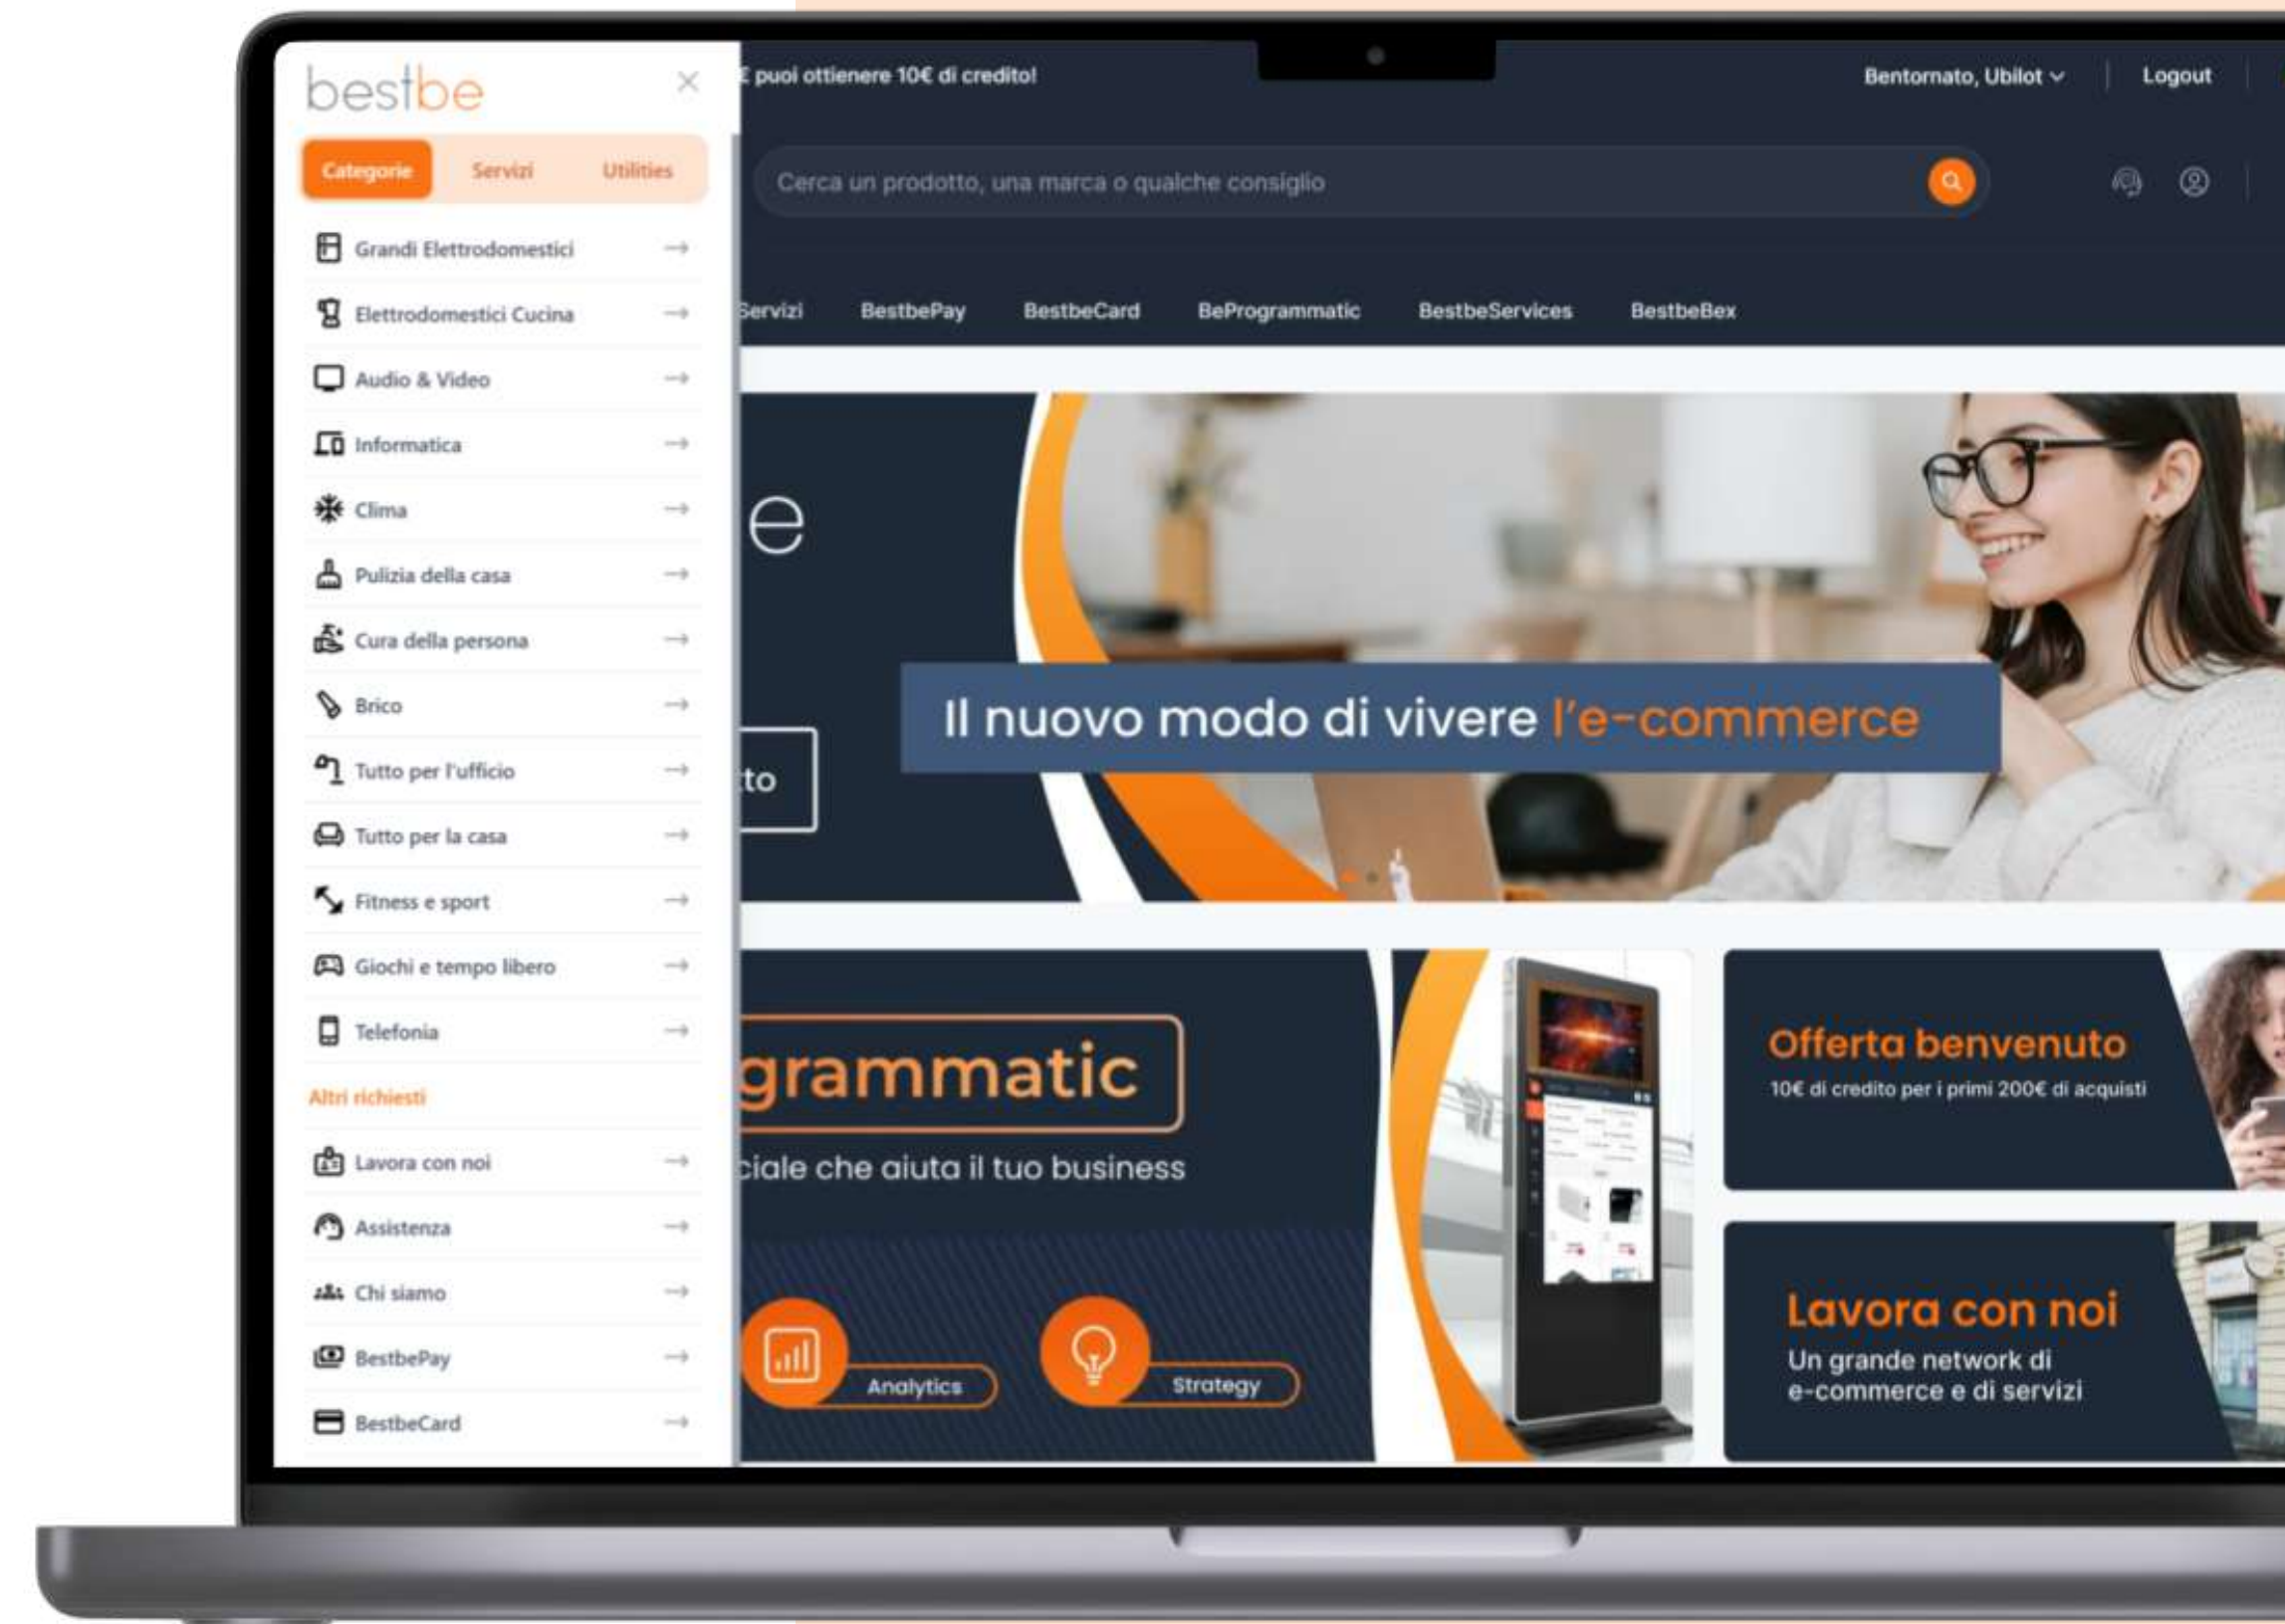 bestbe
€ puoi ottienere 10€ di credito!
Bentornato, Ubilot
Logout
Categorie
Servizi
Utilities
Cerca un prodotto, una marca o qualche consiglio
Servizi
BestbePay
BestbeCard
BeProgrammatic
BestbeServices
BestbeBex
Grandi Elettrodomestici
Elettrodomestici Cucina
Audio & Video
Informatica
Clima
Pulizia della casa
Cura della persona
Brico
Tutto per l'ufficio
Tutto per la casa
Fitness e sport
Giochi e tempo libero
Telefonia
Altri richiesti
Lavora con noi
Assistenza
Chi siamo
BestbePay
BestbeCard
e
Il nuovo modo di vivere l'e-commerce
to
grammatic
ciale che aiuta il tuo business
Analytics
Strategy
Offerta benvenuto
10€ di credito per i primi 200€ di acquisti
Lavora con noi
Un grande network di
e-commerce e di servizi